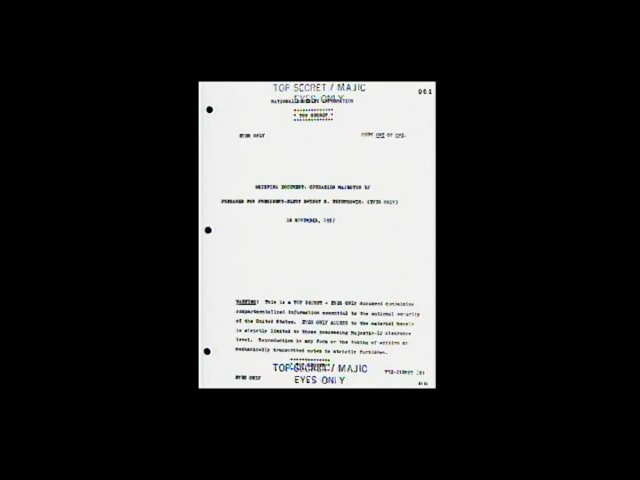 TOP SECRET / MAJIC
EYES ONLY
001
NATIONAL INFORMATION
* TOP SECRET *
EYES ONLY
COPY ONE OF ONE.
BRIEFING DOCUMENT: OPERATION MAJESTIC 12
PREPARED FOR PRESIDENT-ELECT DWIGHT D. EISENHOWER: (EYES ONLY)
18 NOVEMBER, 1952
WARNING! This is a TOP SECRET - EYES ONLY document containing
compartmentalized information essential to the national security
of the United States. EYES ONLY ACCESS to the material herein
is strictly limited to those possessing Majestic-12 clearance
level. Reproduction in any form or the taking of written or
mechanically transcribed notes is strictly forbidden.
TOP SECRET / MAJIC
EYES ONLY
EYES ONLY